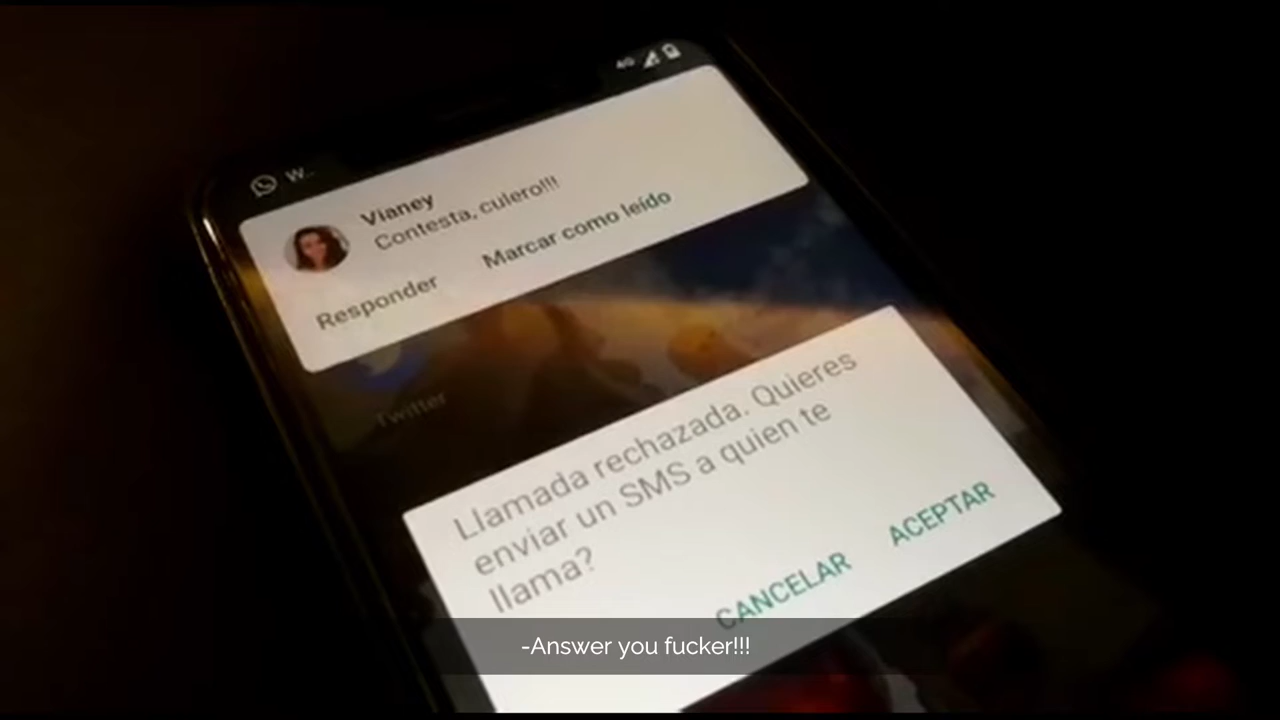 4G
W..
Vianey
Contesta, culero!!!
Responder
Marcar como leído
Twitter
Llamada rechazada. Quieres
enviar un SMS a quien te
llama?
CANCELAR
ACEPTAR
-Answer you fucker!!!